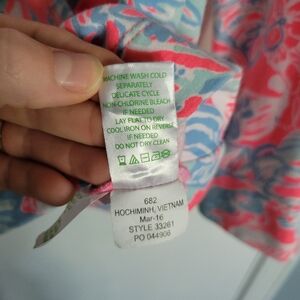 MACHINE WASH COLD
SEPARATELY
DELICATE CYCLE
NON-CHLORINE BLEACH
IF NEEDED
LAY FLAT TO DRY
COOL IRON ON REVERSE
IF NEEDED
DO NOT DRY CLEAN
682
HOCHIMINH, VIETNAM
Mar-16
STYLE 33261
PO 044906